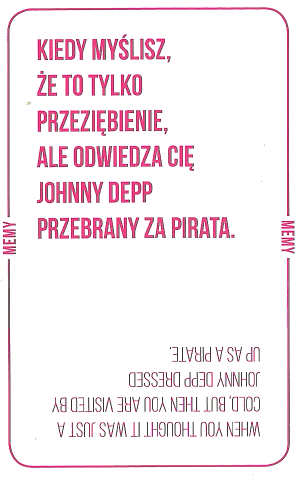 KIEDY MYŚLISZ,
ŻE TO TYLKO
PRZEZIĘBIENIE,
ALE ODWIEDZA CIĘ
JOHNNY DEPP
PRZEBRANY ZA PIRATA.
MEMY
MEMY
WHEN YOU THOUGHT IT WAS JUST A
COLD, BUT THEN YOU ARE VISITED BY
JOHNNY DEPP DRESSED
UP AS A PIRATE.